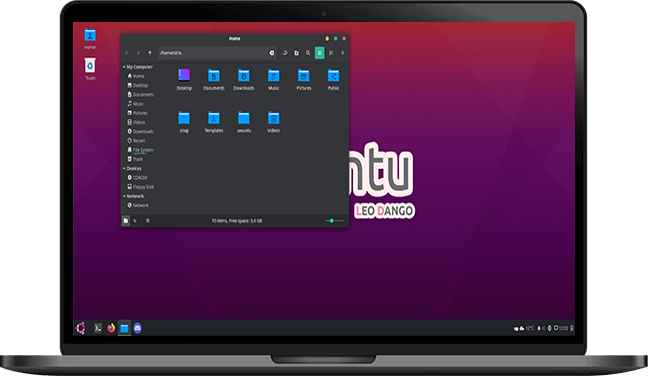 Home
Trash
Home
My Computer
Home
Desktop
Documents
Music
Pictures
Videos
Downloads
Recent
File System
Trash
Devices
CDROM
Floppy Disk
Network
Network
Desktop
Documents
Downloads
Music
Pictures
Public
snap
Templates
uwuntu
Videos
10 items, Free space: 3,4 GB
ntu
LEO DANGO
12°C